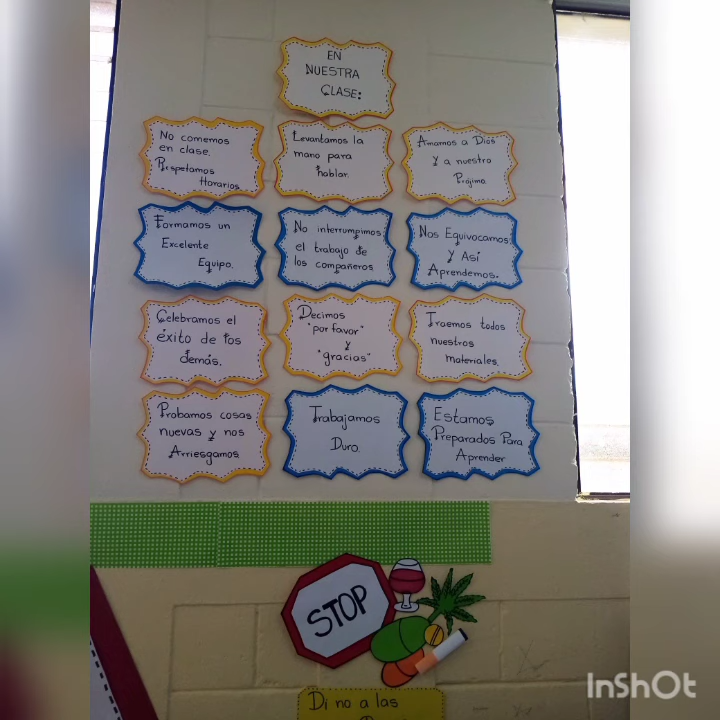 EN
NUESTRA
CLASE:
No comemos
en clase.
Respetamos
Horarios
Levantamos la
mano para
hablar.
Amamos a Dios
y a nuestro
Prójimo
Formamos un
Excelente
Equipo.
No interrumpimos
el trabajo de
los compañeros
Nos Equivocamos
y Así
Aprendemos.
Celebramos el
éxito de los
demás.
Decimos
"por favor"
y
"gracias"
Traemos todos
nuestros
materiales.
Probamos cosas
nuevas y nos
Arriesgamos
Trabajamos
Duro.
Estamos
Preparados Para
Aprender
STOP
Di no a las
InShOt